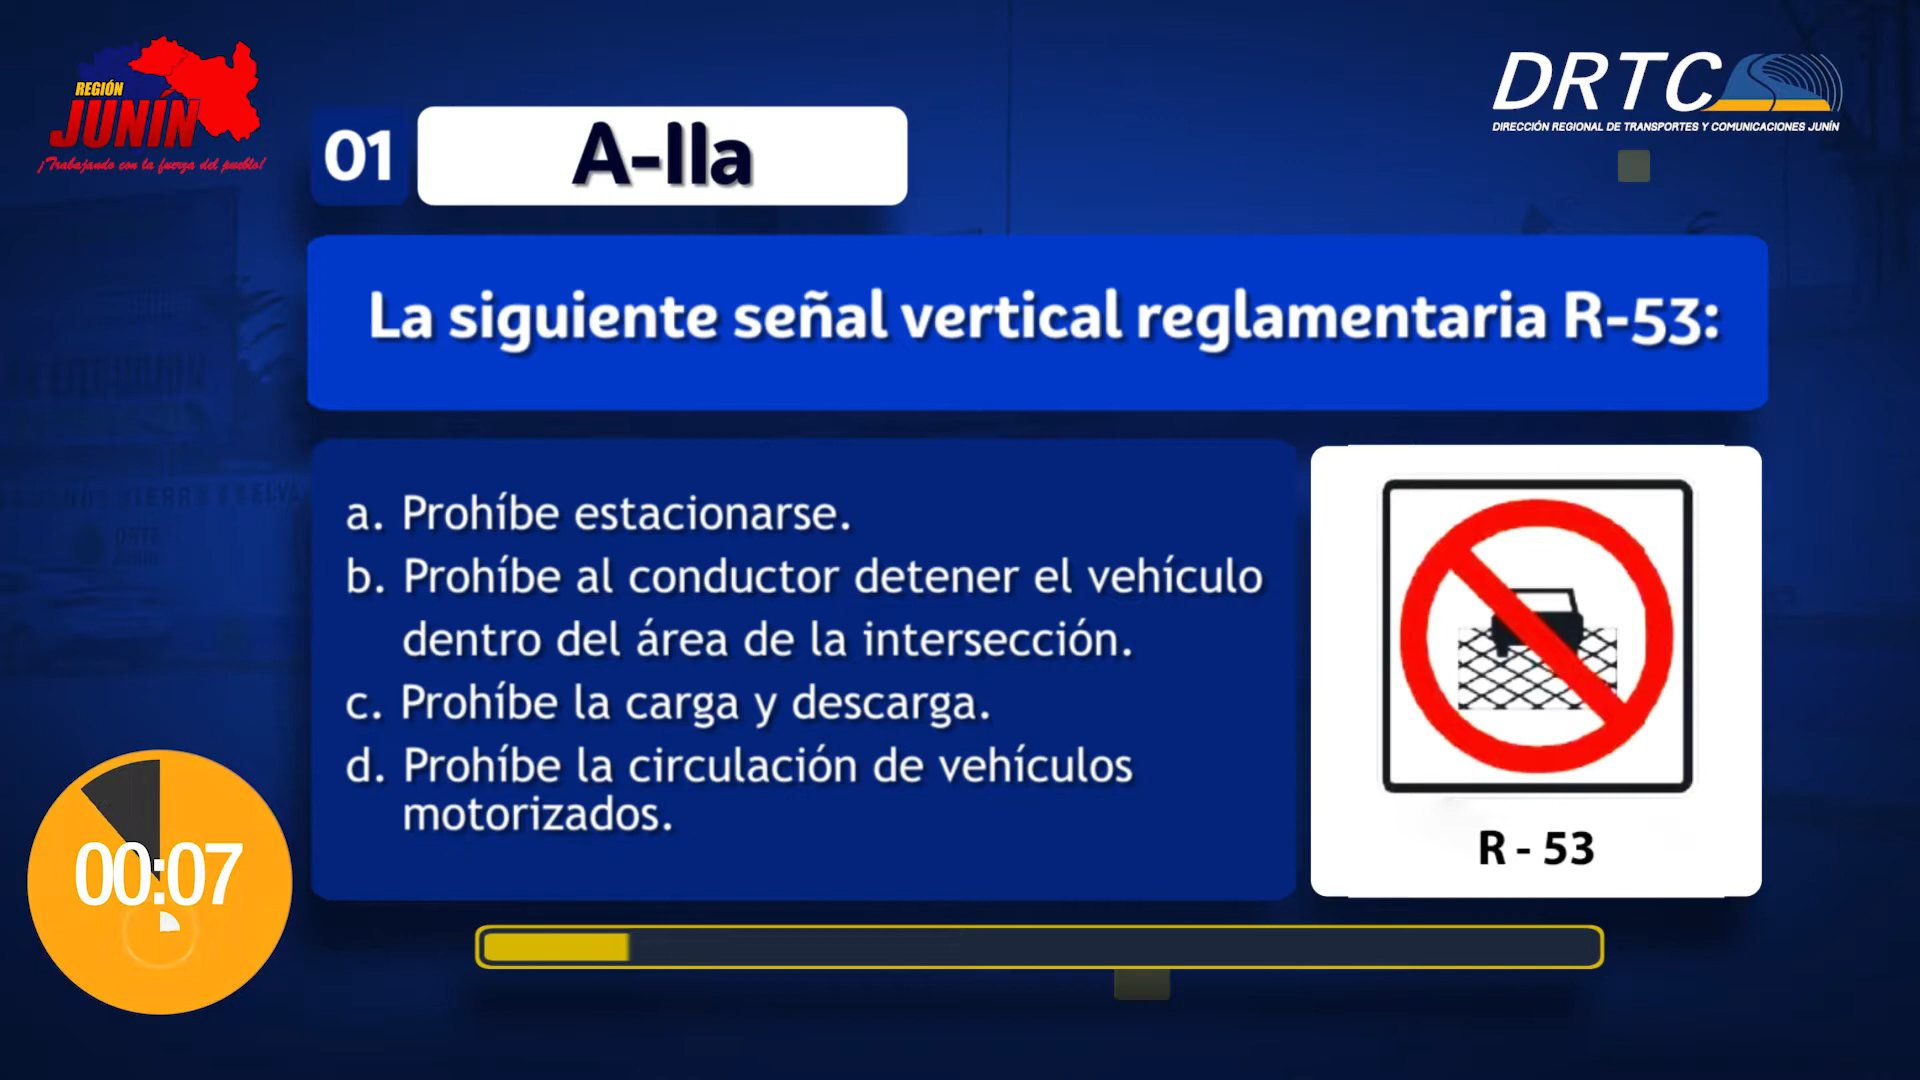 REGIÓN
JUNÍN
¡Trabajando con la fuerza del pueblo!
DRTC
DIRECCIÓN REGIONAL DE TRANSPORTES Y COMUNICACIONES JUNÍN
01
A-IIa
La siguiente señal vertical reglamentaria R-53:
a. Prohíbe estacionarse.
b. Prohíbe al conductor detener el vehículo
dentro del área de la intersección.
c. Prohíbe la carga y descarga.
d. Prohíbe la circulación de vehículos
motorizados.
R - 53
00:07